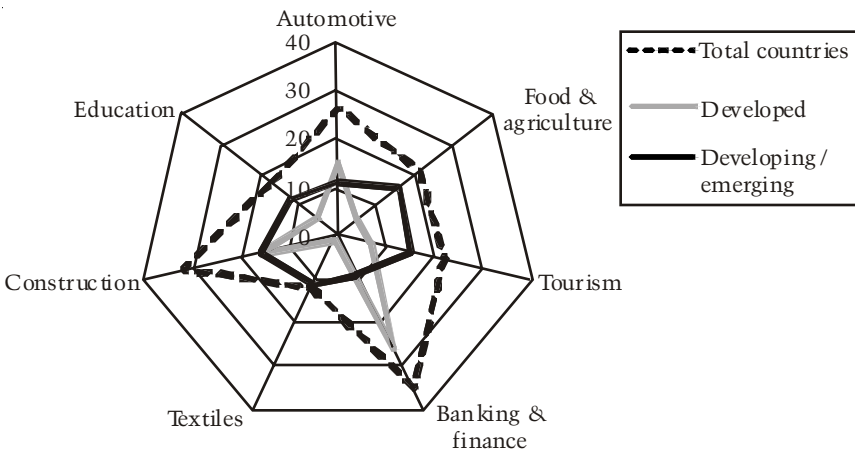 Automotive
40
30
20
10
0
Food &
agriculture
Tourism
Banking &
finance
Textiles
Construction
Education
Total countries
Developed
Developing /
emerging